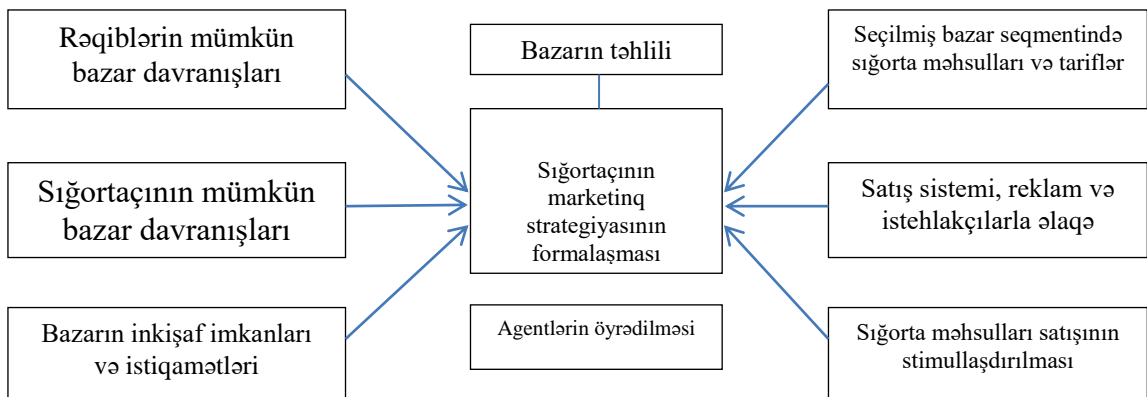 Rəqiblərin mümkün
bazar davranışları
Sığortaçının mümkün
bazar davranışları
Bazarın inkişaf imkanları
və istiqamətləri
Bazarın təhlili
Sığortaçının
marketinq
strategiyasının
formalaşması
Agentlərin öyrədilməsi
Seçilmiş bazar seqmentində
sığorta məhsulları və tariflər
Satış sistemi, reklam və
istehlakçılarla əlaqə
Sığorta məhsulları satışının
stimullaşdırılması